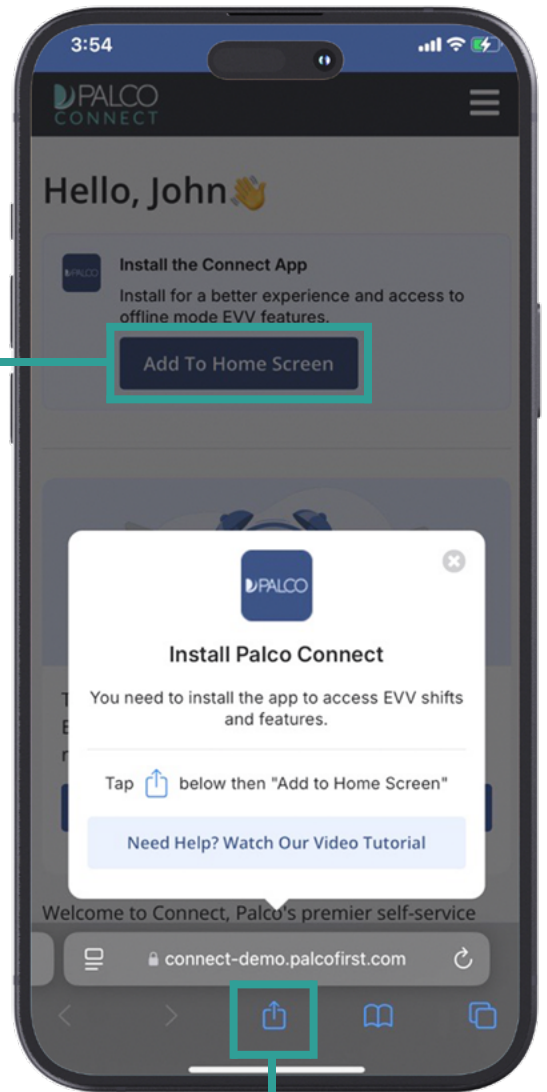 3:54
PALCO
CONNECT
Hello, John👋
PALCO
Install the Connect App
Install for a better experience and access to
offline mode EVV features.
Add To Home Screen
PALCO
Install Palco Connect
You need to install the app to access EVV shifts
and features.
Tap below then "Add to Home Screen"
Need Help? Watch Our Video Tutorial
Welcome to Connect, Palco's premier self-service
connect-demo.palcofirst.com